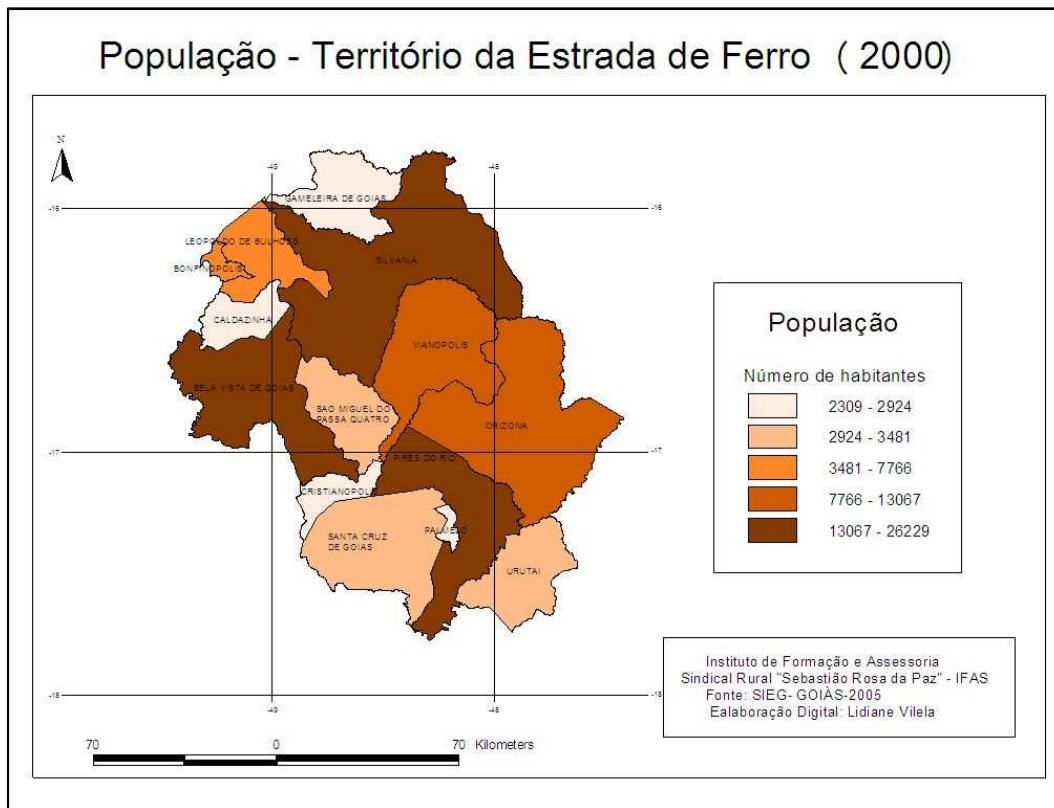 População - Território da Estrada de Ferro ( 2000)
N
-49
-48
GAMELEIRA DE GOIAS
-16
-16
LEOPOLDO DE BULHOES
SILVANIA
BONFINOPOLIS
CALDAZINHA
VIANOPOLIS
BELA VISTA DE GOIAS
SAO MIGUEL DO
PASSA QUATRO
ORIZONA
-17
-17
PIRES DO RIO
CRISTIANOPOLIS
PALMELO
SANTA CRUZ
DE GOIAS
URUTAI
-18
-18
-49
-48
70
0
70 Kilometers
População
Número de habitantes
2309 - 2924
2924 - 3481
3481 - 7766
7766 - 13067
13067 - 26229
Instituto de Formação e Assessoria
Sindical Rural "Sebastião Rosa da Paz" - IFAS
Fonte: SIEG- GOIÀS-2005
Ealaboração Digital: Lidiane Vilela